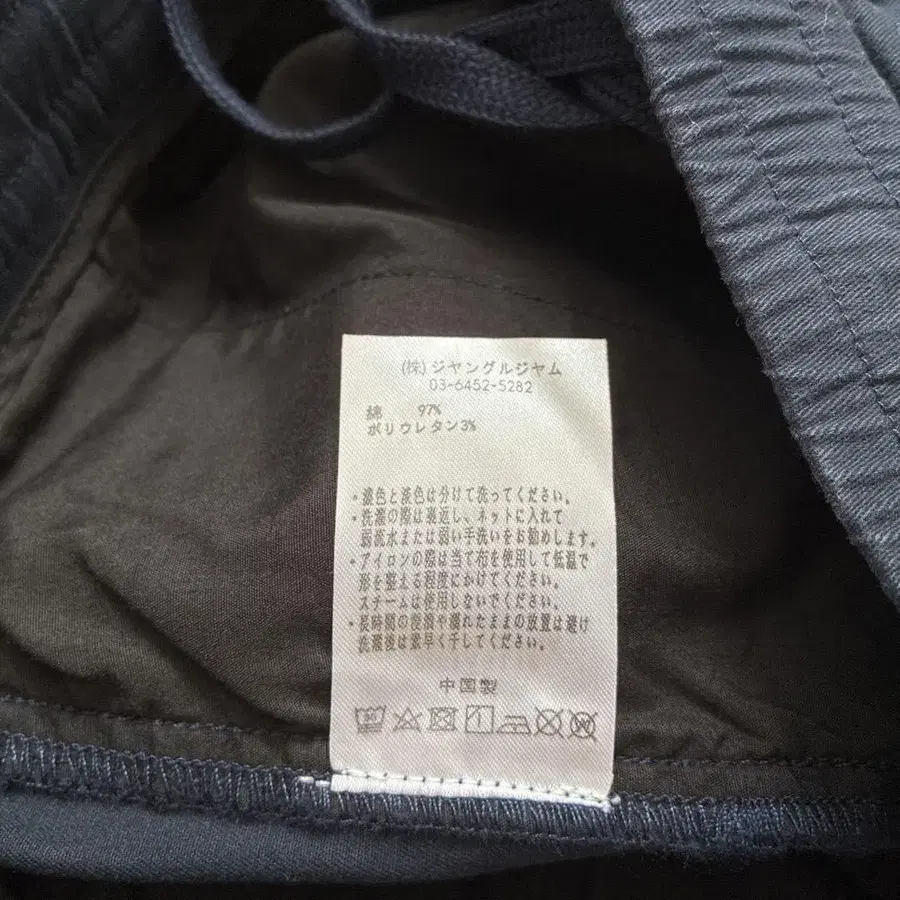 (株)ジヤングルジヤム
03-6452-5282
綿 97%
ポリウレタン3%
・濃色と淡色は分けて洗ってください。
・洗濯の際は裏返し、ネットに入れて
弱流水または弱い手洗いをお勧めします。
・アイロンの際は当て布を使用して低温で
形を整える程度にかけてください。
スチームは使用しないでください。
・長時間の浸漬や濡れたままの放置は避け
洗濯後は素早く干してください。
中国製
30